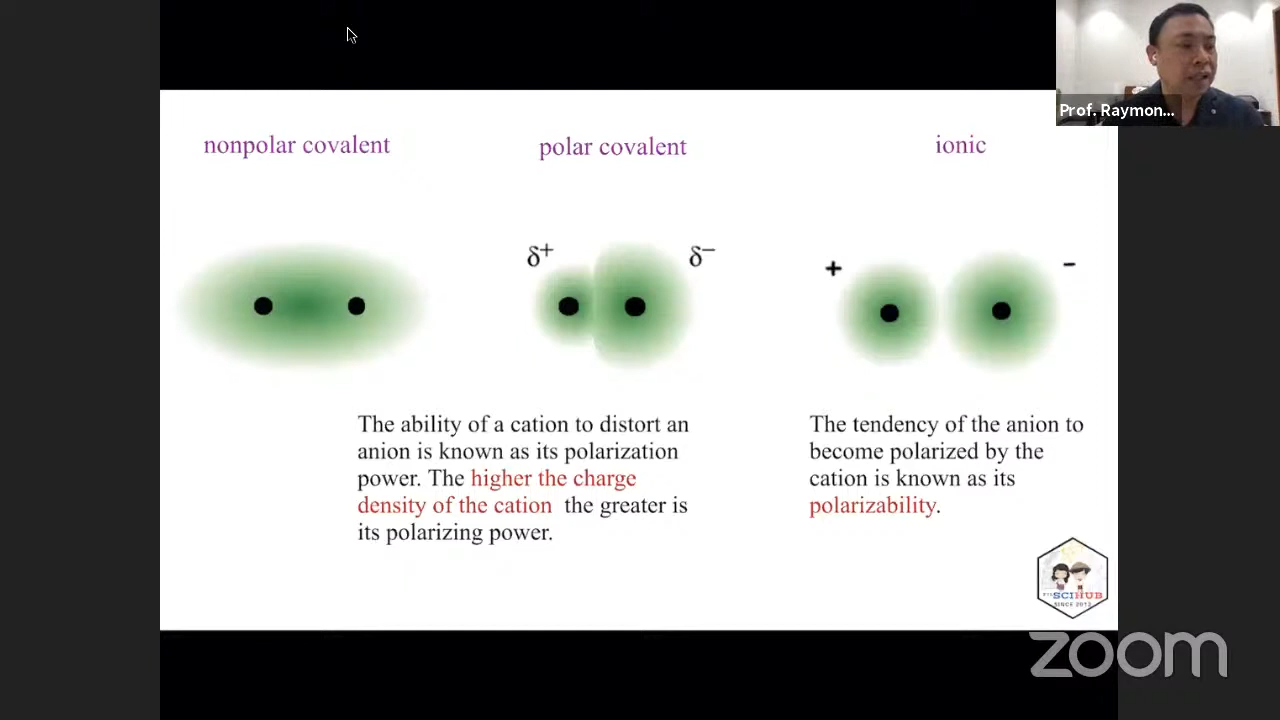 Prof. Raymon...
nonpolar covalent
polar covalent
ionic
δ+
δ−
+
-
The ability of a cation to distort an
anion is known as its polarization
power. The higher the charge
density of the cation the greater is
its polarizing power.
The tendency of the anion to
become polarized by the
cation is known as its
polarizability.
SCIHUB
SINCE 2012
zoom